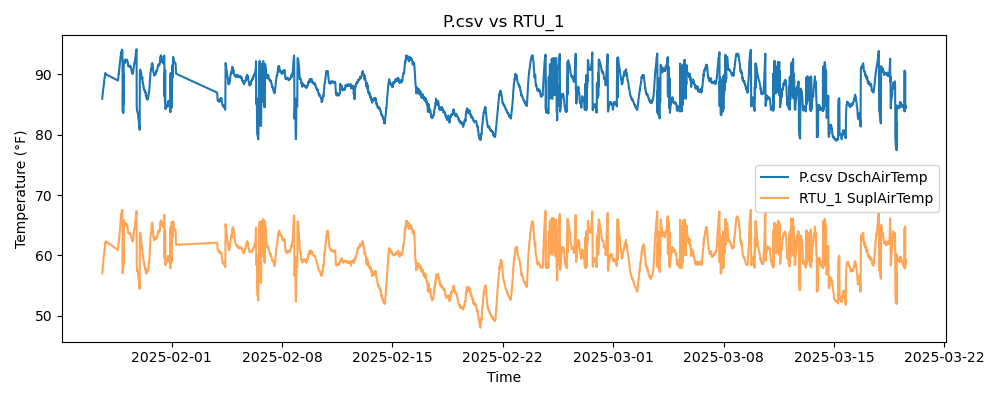 P.csv vs RTU_1
Temperature (°F)
90
80
70
60
50
P.csv DschAirTemp
RTU_1 SuplAirTemp
2025-02-01
2025-02-08
2025-02-15
2025-02-22
2025-03-01
2025-03-08
2025-03-15
2025-03-22
Time